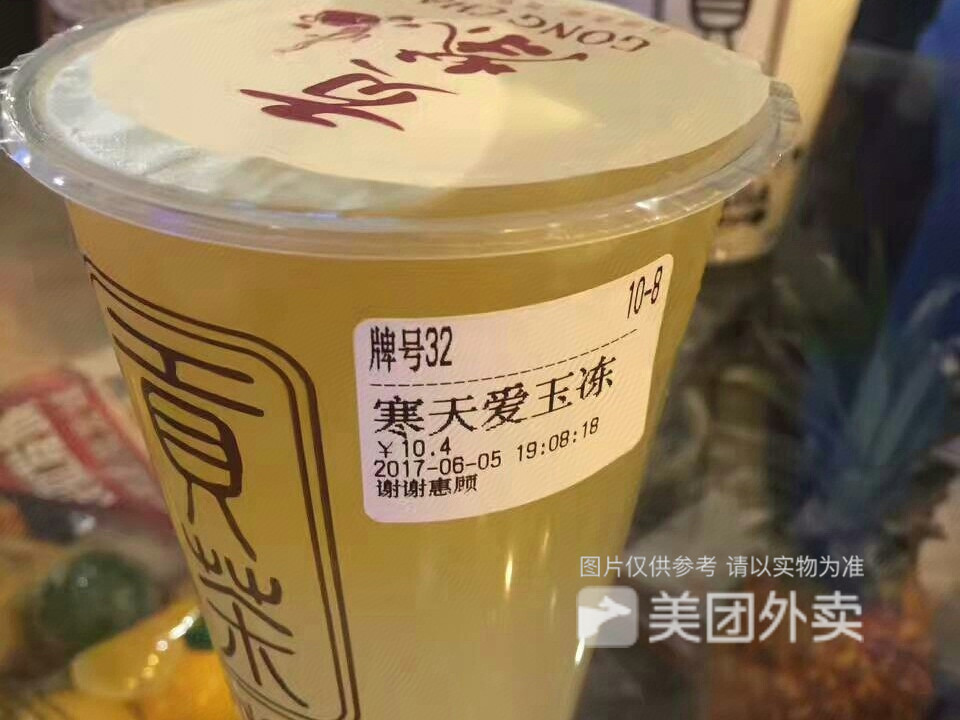 GONG CHA
贡茶
10-8
牌号32
寒天爱玉冻
￥10.4
2017-06-05 19:08:18
谢谢惠顾
貢茶
图片仅供参考 请以实物为准
美团外卖